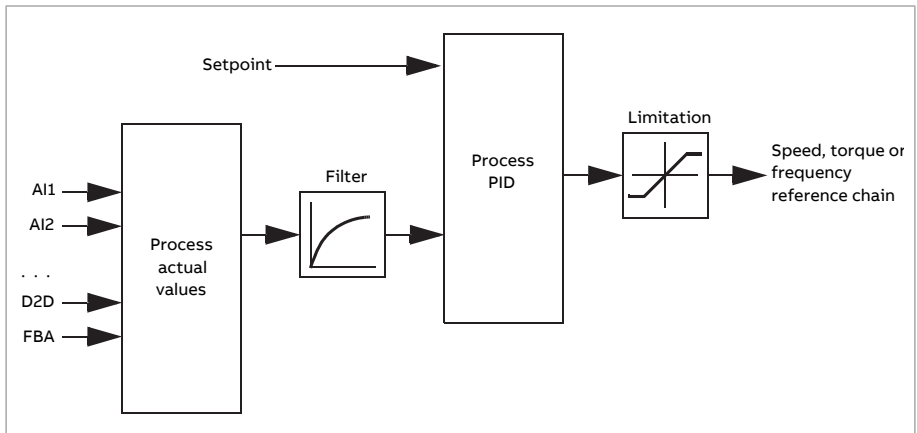 Setpoint
AI1
AI2
. . .
D2D
FBA
Process
actual
values
Filter
Process
PID
Limitation
Speed, torque or
frequency
reference chain